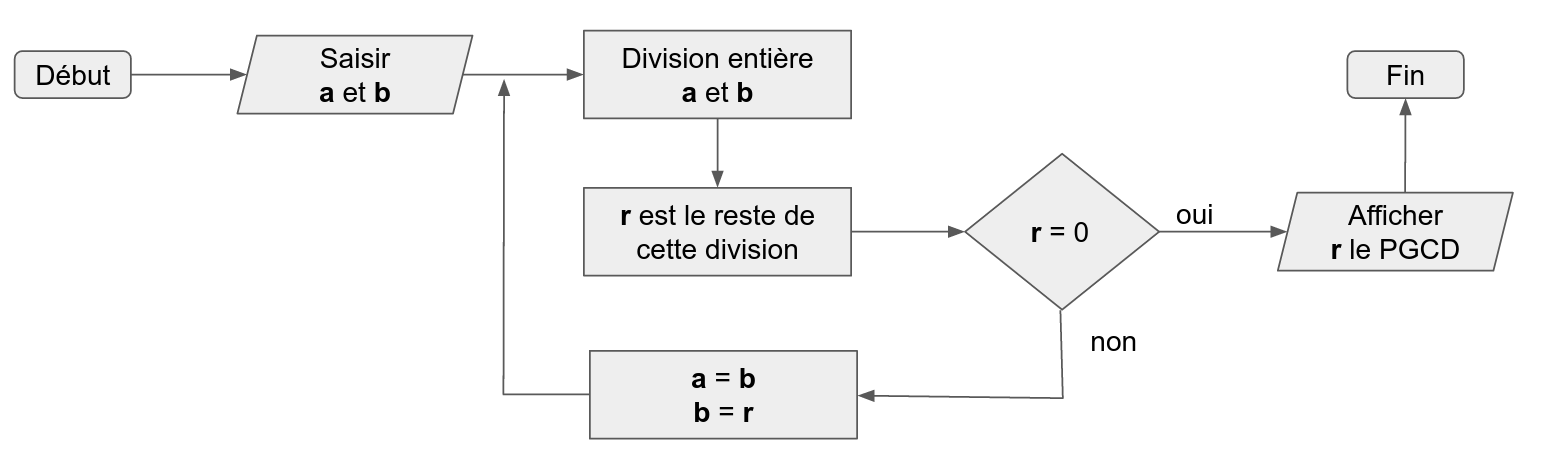 Début
Saisir
a et b
Division entière
a et b
r est le reste de
cette division
r = 0
oui
Afficher
r le PGCD
Fin
non
a = b
b = r